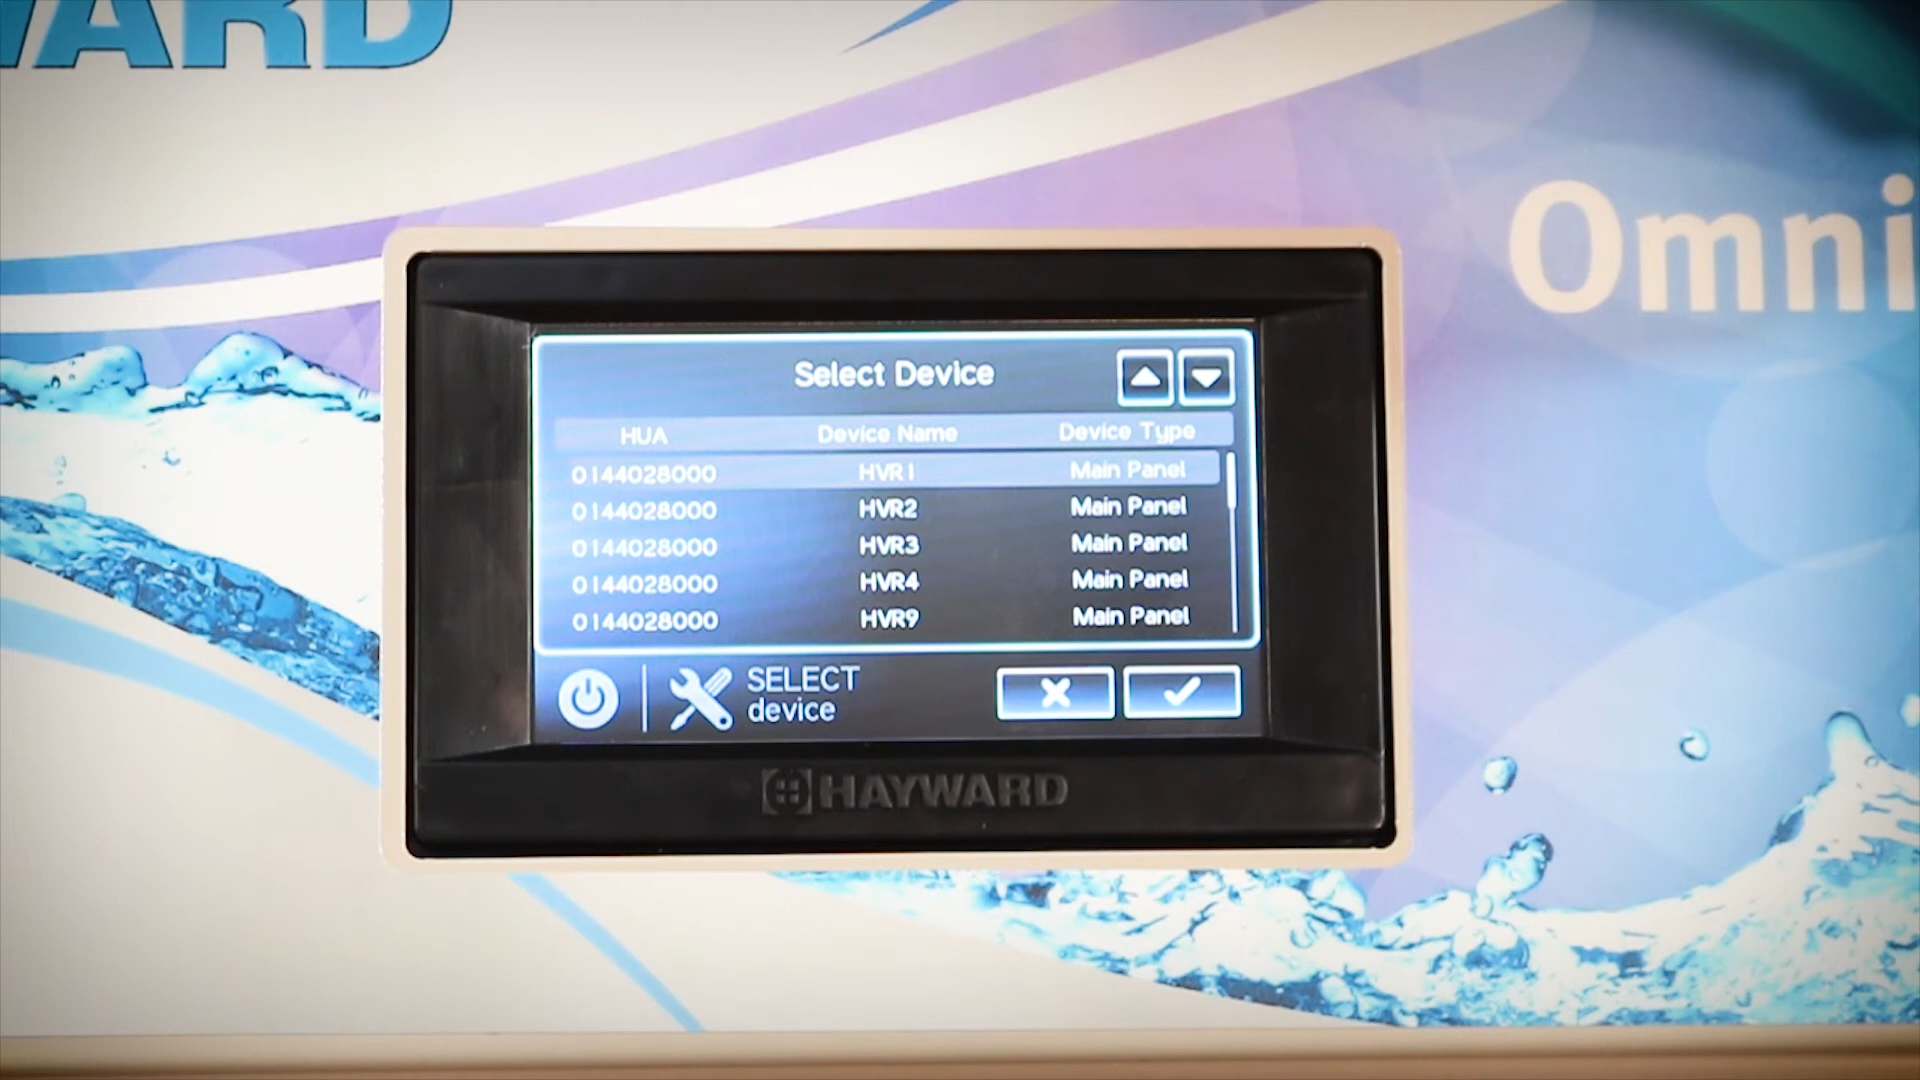 WARD
Omni
Select Device
HUA Device Name Device Type
0144028000 HVR1 Main Panel
0144028000 HVR2 Main Panel
0144028000 HVR3 Main Panel
0144028000 HVR4 Main Panel
0144028000 HVR9 Main Panel
SELECT
device
HAYWARD